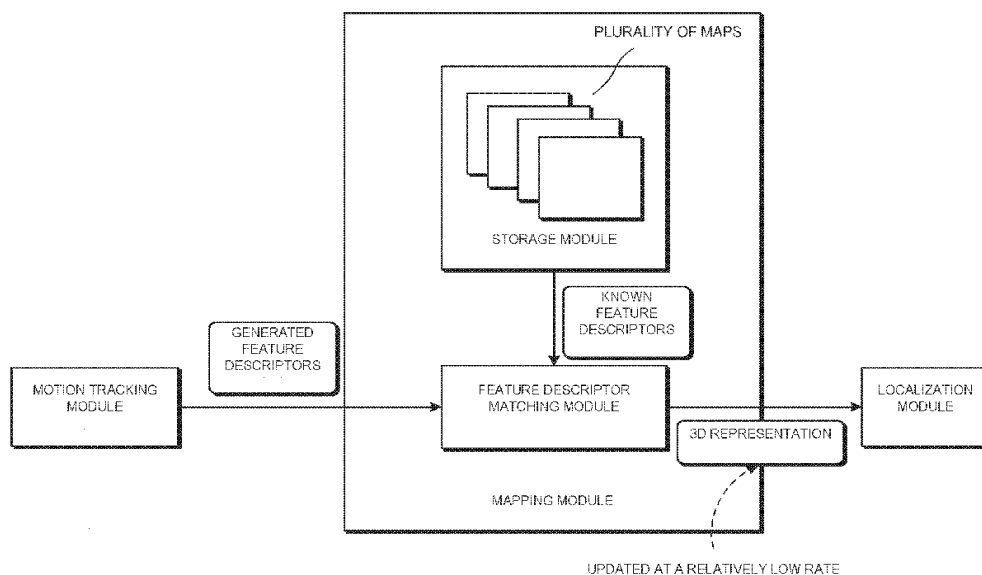 PLURALITY OF MAPS
STORAGE MODULE
KNOWN
FEATURE
DESCRIPTORS
GENERATED
FEATURE
DESCRIPTORS
MOTION TRACKING
MODULE
FEATURE DESCRIPTOR
MATCHING MODULE
LOCALIZATION
MODULE
3D REPRESENTATION
MAPPING MODULE
UPDATED AT A RELATIVELY LOW RATE